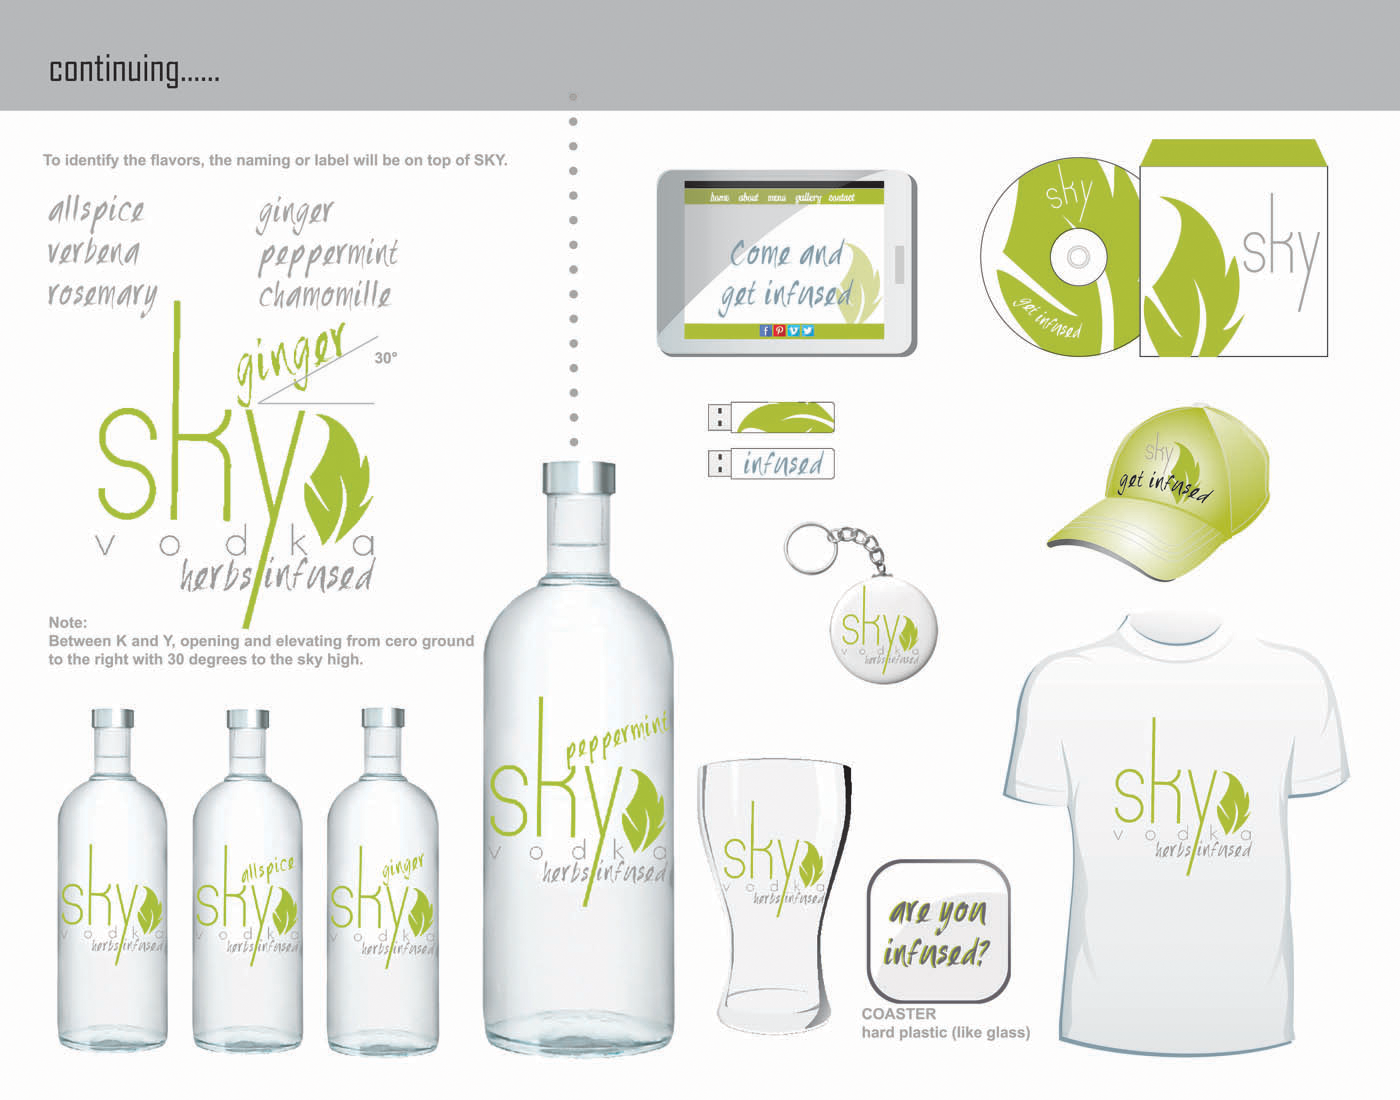 continuing......
To identify the flavors, the naming or label will be on top of SKY.
allspice
verbena
rosemary
ginger
peppermint
chamomille
ginger
30°
sky
vodka
herbs infused
Note:
Between K and Y, opening and elevating from cero ground
to the right with 30 degrees to the sky high.
sky
vodka
herbs infused
allspice
sky
vodka
herbs infused
ginger
sky
vodka
herbs infused
peppermint
sky
vodka
herbs infused
home about menu gallery contact
Come and
get infused
sky
get infused
sky
infused
sky
get infused
sky
vodka
herbs infused
sky
vodka
herbs infused
are you
infused?
COASTER
hard plastic (like glass)
sky
vodka
herbs infused